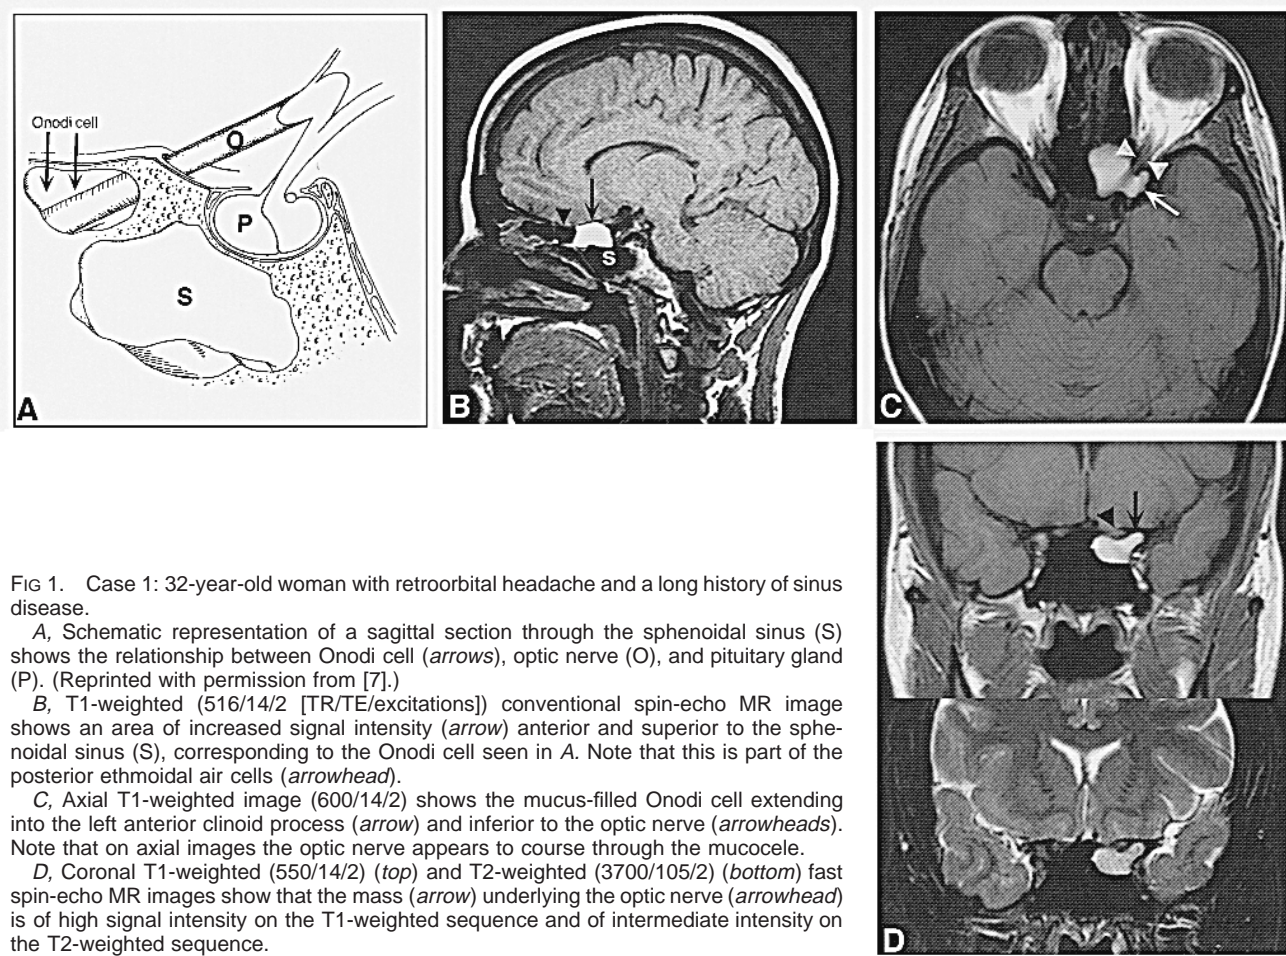 Onodi cell
O
P
S
A
S
B
C
D
FIG 1. Case 1: 32-year-old woman with retroorbital headache and a long history of sinus
disease.
A, Schematic representation of a sagittal section through the sphenoidal sinus (S)
shows the relationship between Onodi cell (arrows), optic nerve (O), and pituitary gland
(P). (Reprinted with permission from [7].)
B, T1-weighted (516/14/2 [TR/TE/excitations]) conventional spin-echo MR image
shows an area of increased signal intensity (arrow) anterior and superior to the sphe-
noidal sinus (S), corresponding to the Onodi cell seen in A. Note that this is part of the
posterior ethmoidal air cells (arrowhead).
C, Axial T1-weighted image (600/14/2) shows the mucus-filled Onodi cell extending
into the left anterior clinoid process (arrow) and inferior to the optic nerve (arrowheads).
Note that on axial images the optic nerve appears to course through the mucocele.
D, Coronal T1-weighted (550/14/2) (top) and T2-weighted (3700/105/2) (bottom) fast
spin-echo MR images show that the mass (arrow) underlying the optic nerve (arrowhead)
is of high signal intensity on the T1-weighted sequence and of intermediate intensity on
the T2-weighted sequence.